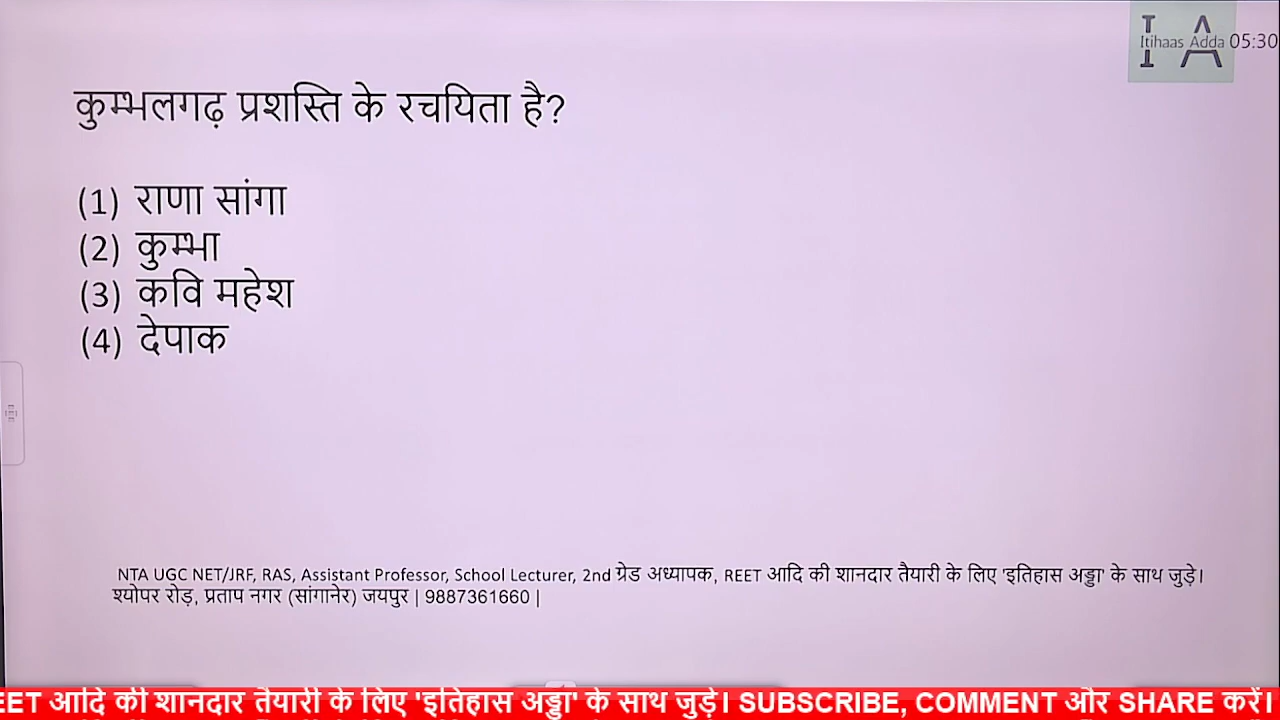 I A
Itihaas Adda 05:30
कुम्भलगढ़ प्रशस्ति के रचयिता है?
(1) राणा सांगा
(2) कुम्भा
(3) कवि महेश
(4) देपाक
NTA UGC NET/JRF, RAS, Assistant Professor, School Lecturer, 2nd ग्रेड अध्यापक, REET आदि की शानदार तैयारी के लिए 'इतिहास अड्डा' के साथ जुड़े।
श्योपर रोड़, प्रताप नगर (सांगानेर) जयपुर | 9887361660 |
आदि की शानदार तैयारी के लिए 'इतिहास अड्डा' के साथ जुड़े। SUBSCRIBE, COMMENT और SHARE करें।